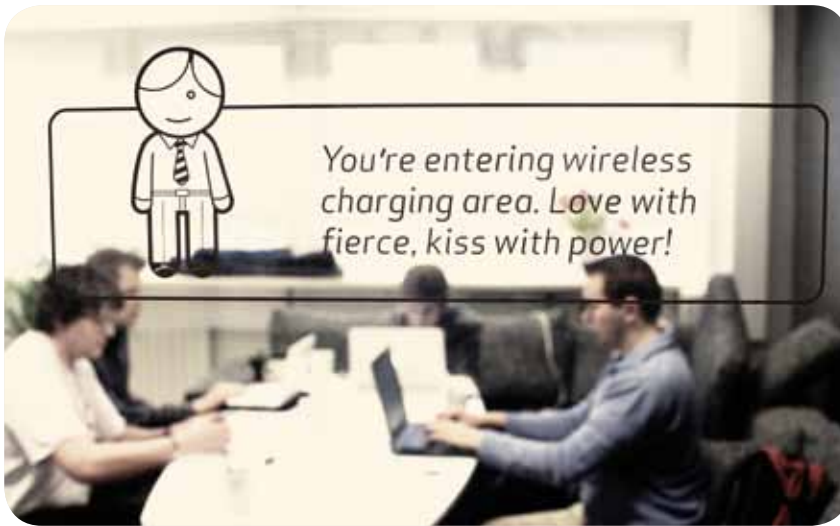 You're entering wireless
charging area. Love with
fierce, kiss with power!